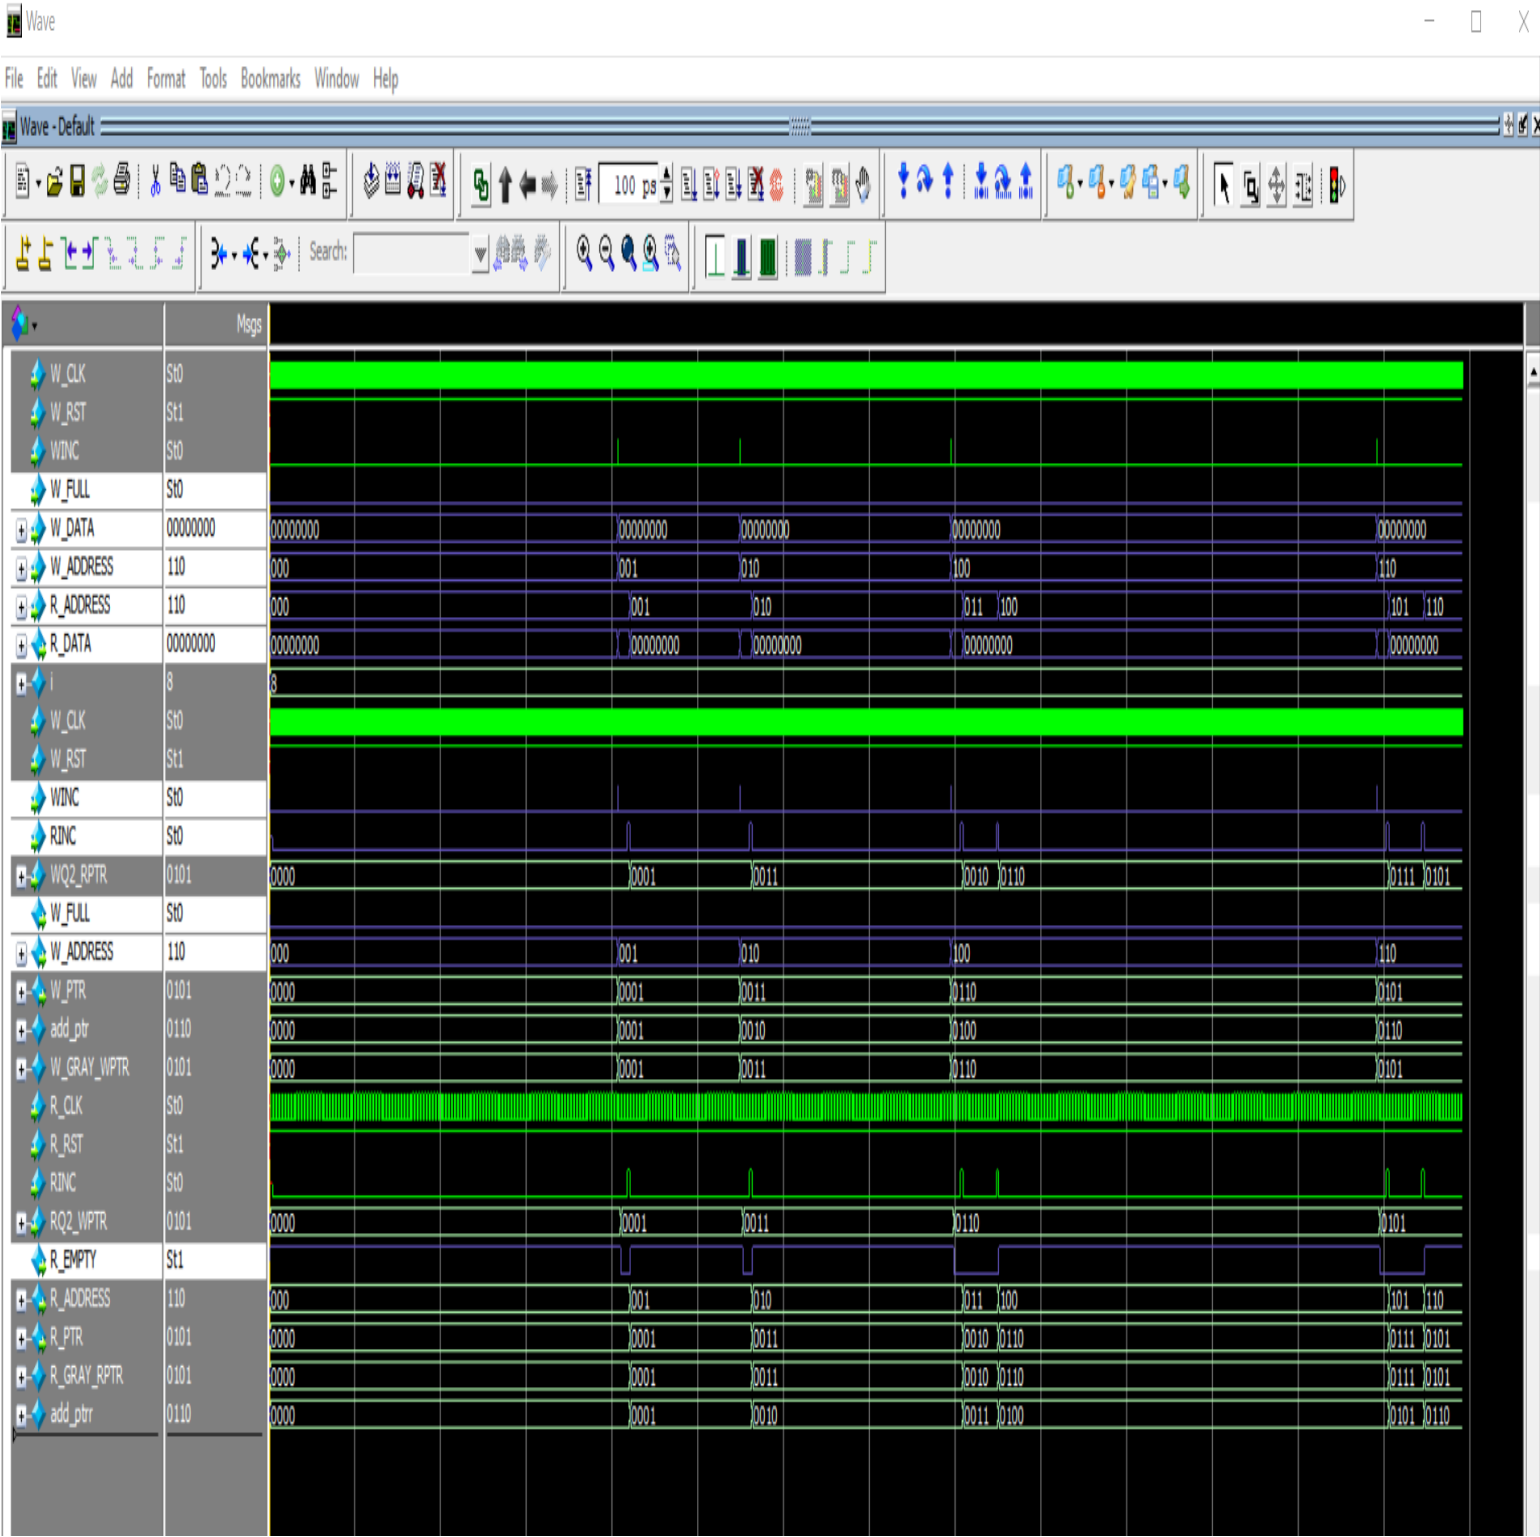 Wave
File Edit View Add Format Tools Bookmarks Window Help
Wave - Default
100 ps
Search:
Msgs
W_CLK St0
W_RST St1
WINC St0
W_FULL St0
W_DATA 00000000 00000000 00000000 00000000 00000000 00000000
W_ADDRESS 110 000 001 010 100 110
R_ADDRESS 110 000 001 010 011 100 101 110
R_DATA 00000000 00000000 00000000 00000000 00000000 00000000
i 8 8
W_CLK St0
W_RST St1
WINC St0
RINC St0
WQ2_RPTR 0101 0000 0001 0011 0010 0110 0111 0101
W_FULL St0
W_ADDRESS 110 000 001 010 100 110
W_PTR 0101 0000 0001 0011 0110 0101
add_ptr 0110 0000 0001 0010 0100 0110
W_GRAY_WPTR 0101 0000 0001 0011 0110 0101
R_CLK St0
R_RST St1
RINC St0
RQ2_WPTR 0101 0000 0001 0011 0110 0101
R_EMPTY St1
R_ADDRESS 110 000 001 010 011 100 101 110
R_PTR 0101 0000 0001 0011 0010 0110 0111 0101
R_GRAY_RPTR 0101 0000 0001 0011 0010 0110 0111 0101
add_ptrr 0110 0000 0001 0010 0011 0100 0101 0110